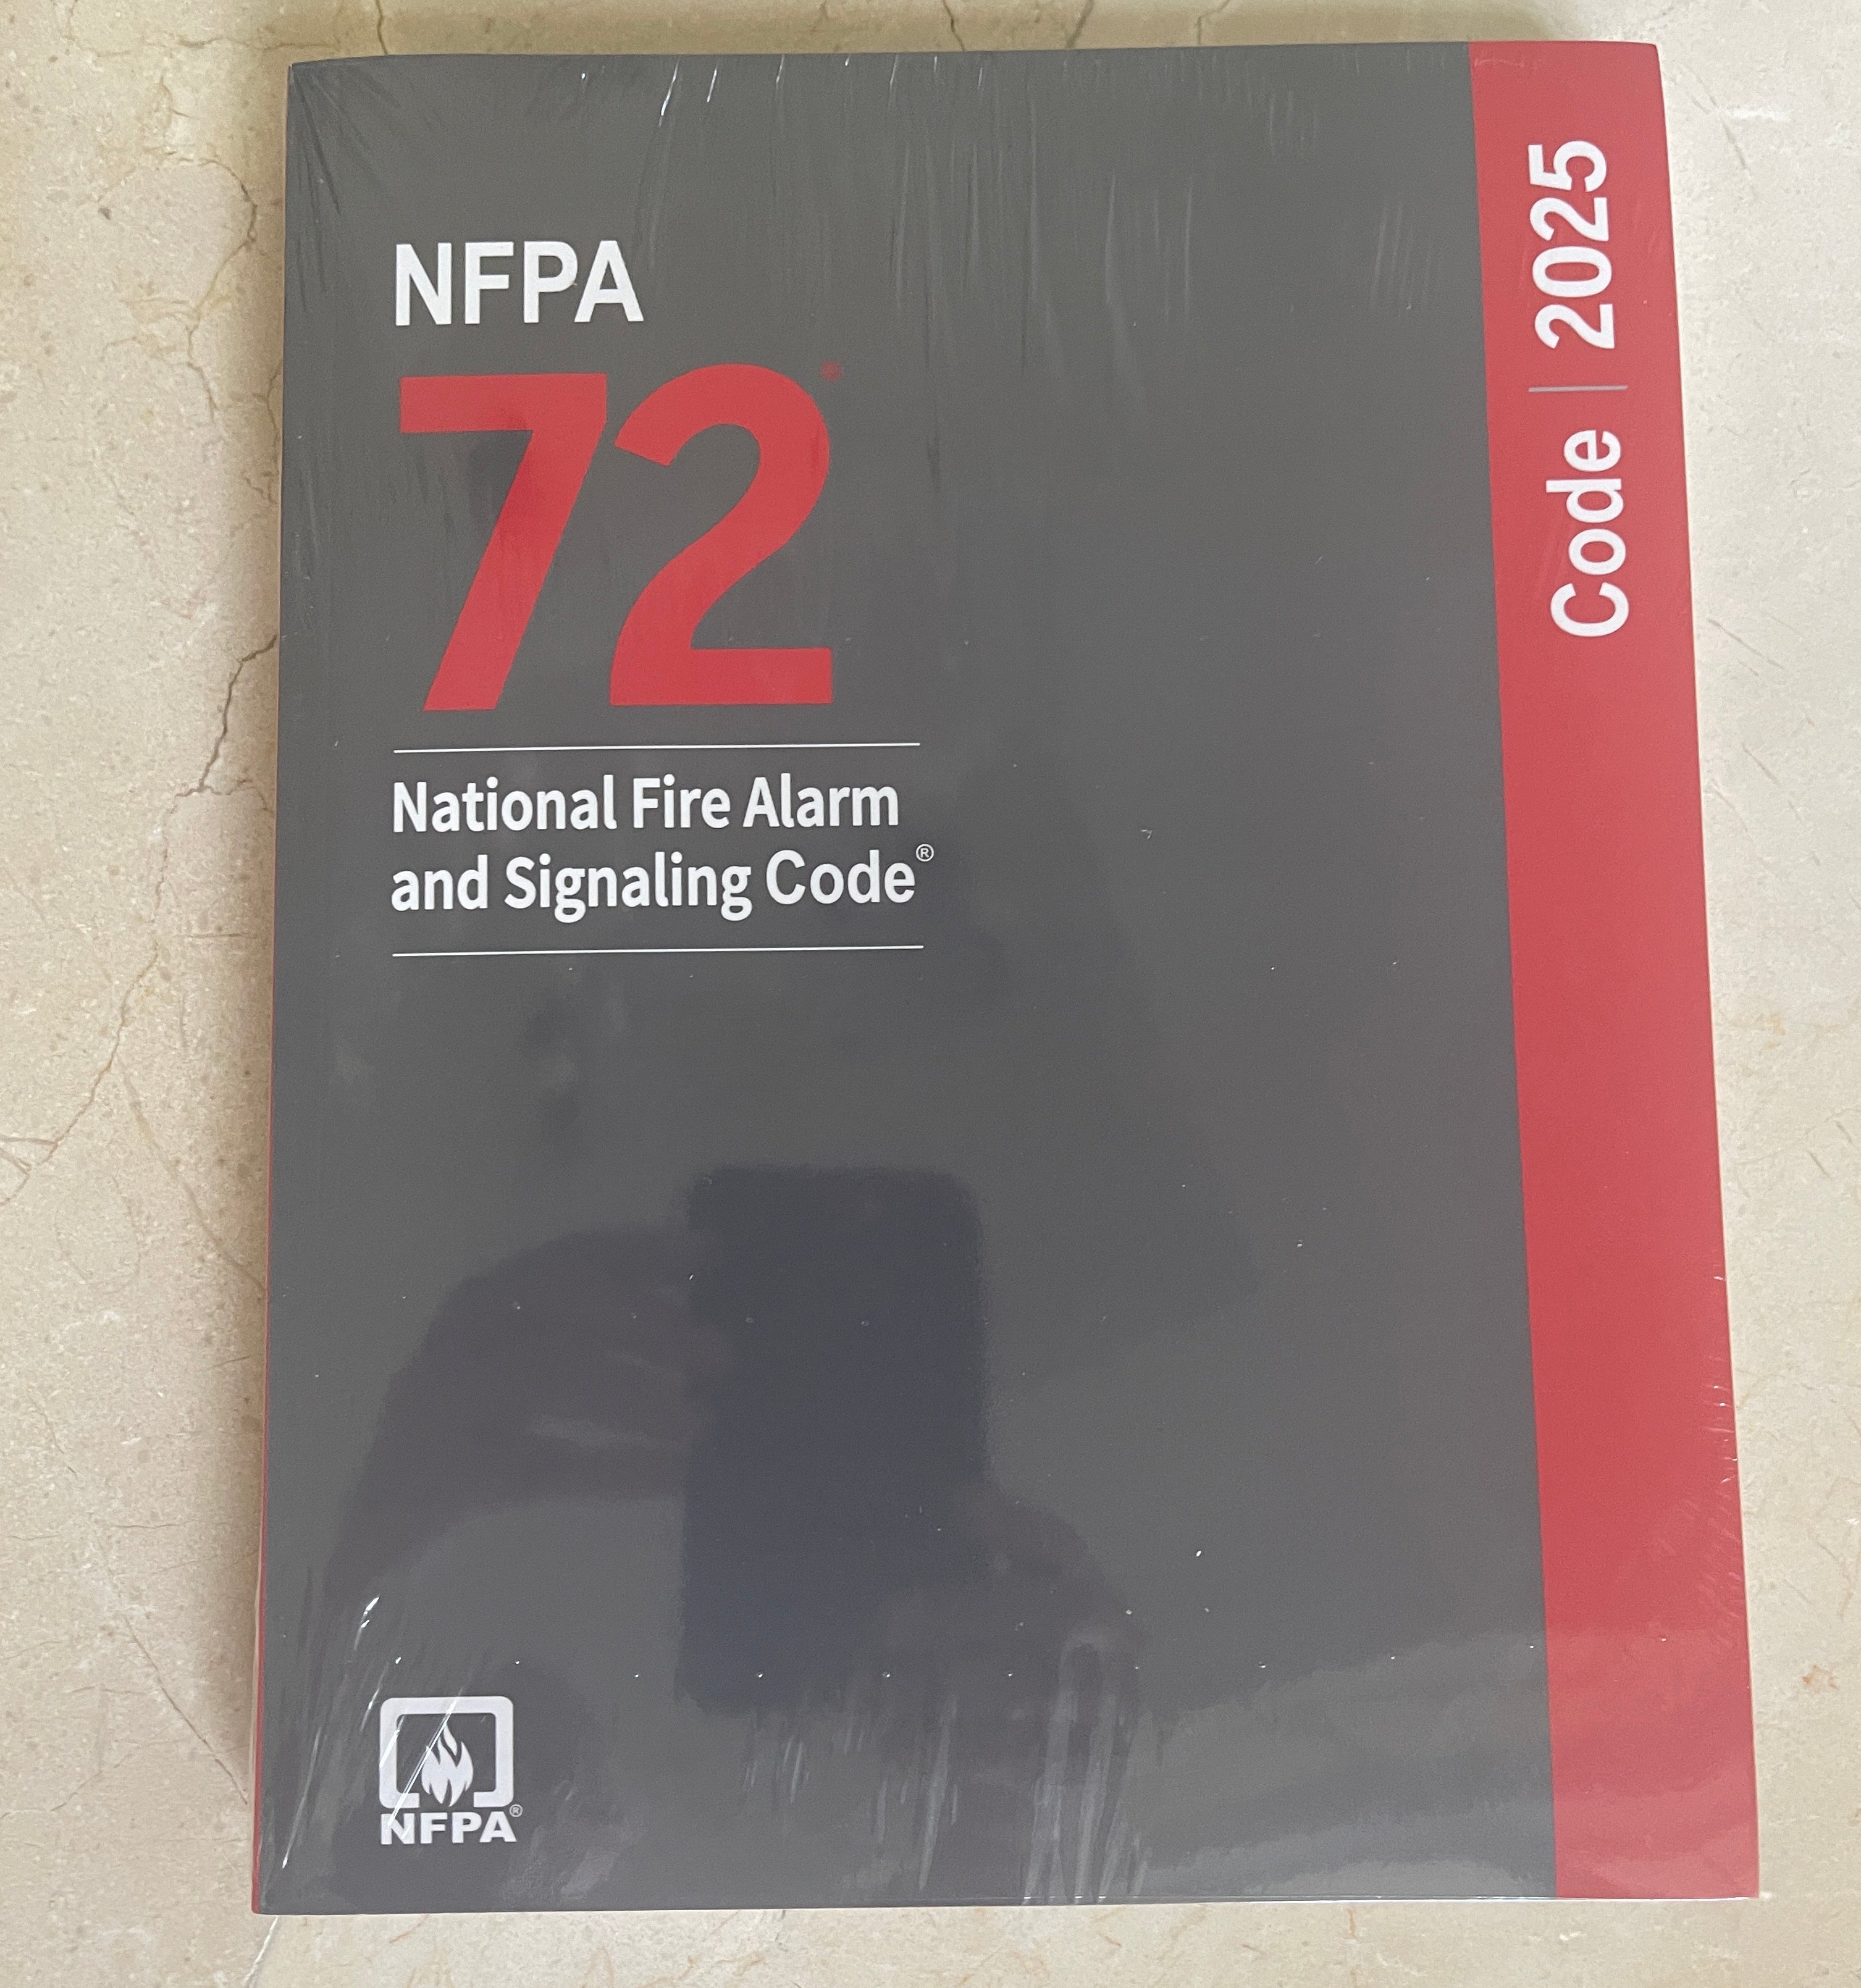 NFPA
72®
National Fire Alarm
and Signaling Code®
Code | 2025
NFPA®